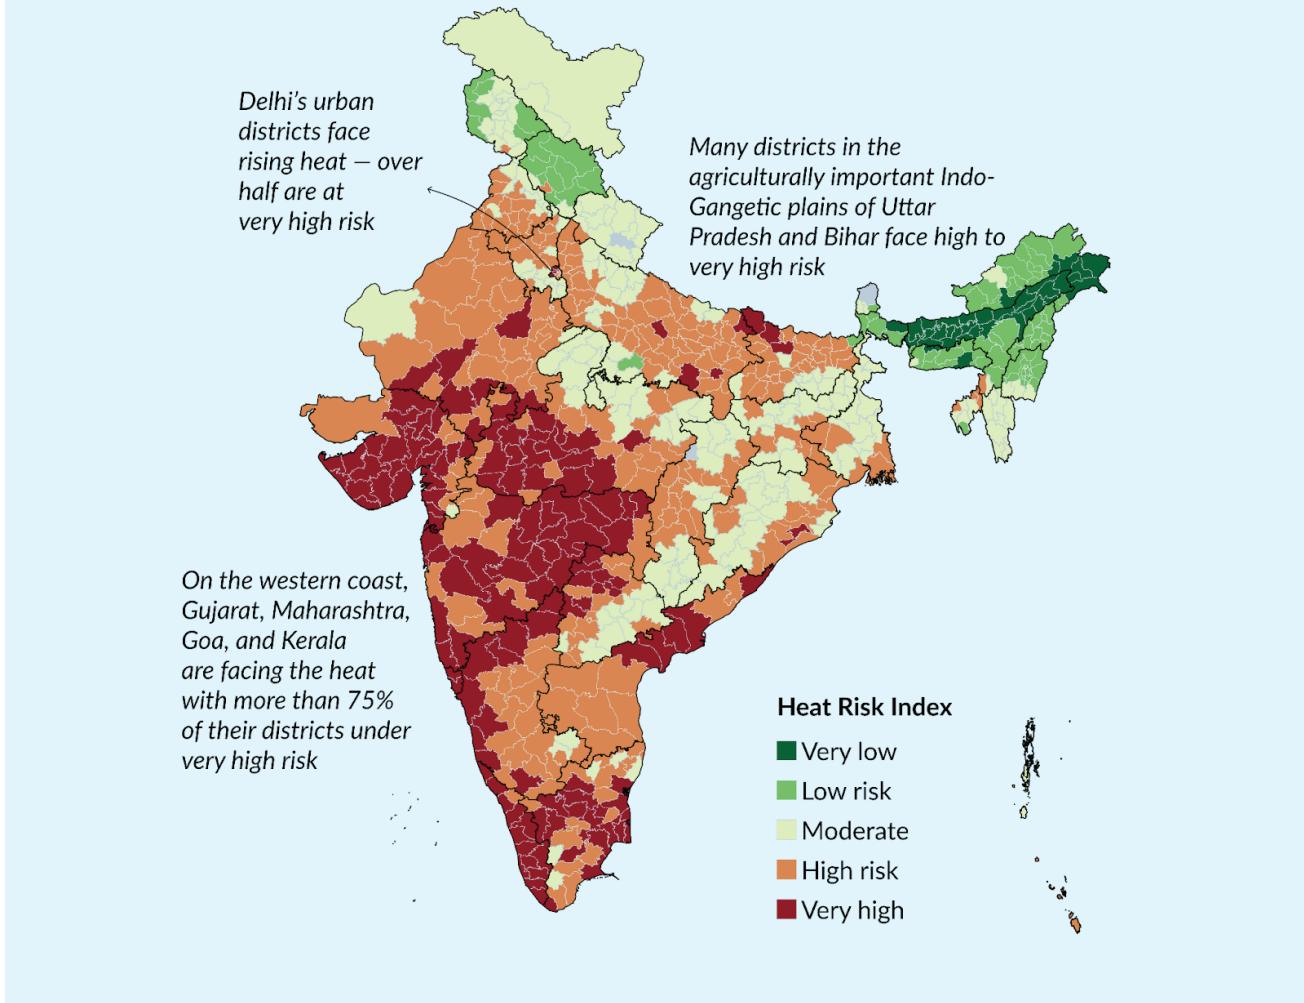 Delhi’s urban
districts face
rising heat — over
half are at
very high risk
Many districts in the
agriculturally important Indo-
Gangetic plains of Uttar
Pradesh and Bihar face high to
very high risk
On the western coast,
Gujarat, Maharashtra,
Goa, and Kerala
are facing the heat
with more than 75%
of their districts under
very high risk
Heat Risk Index
Very low
Low risk
Moderate
High risk
Very high